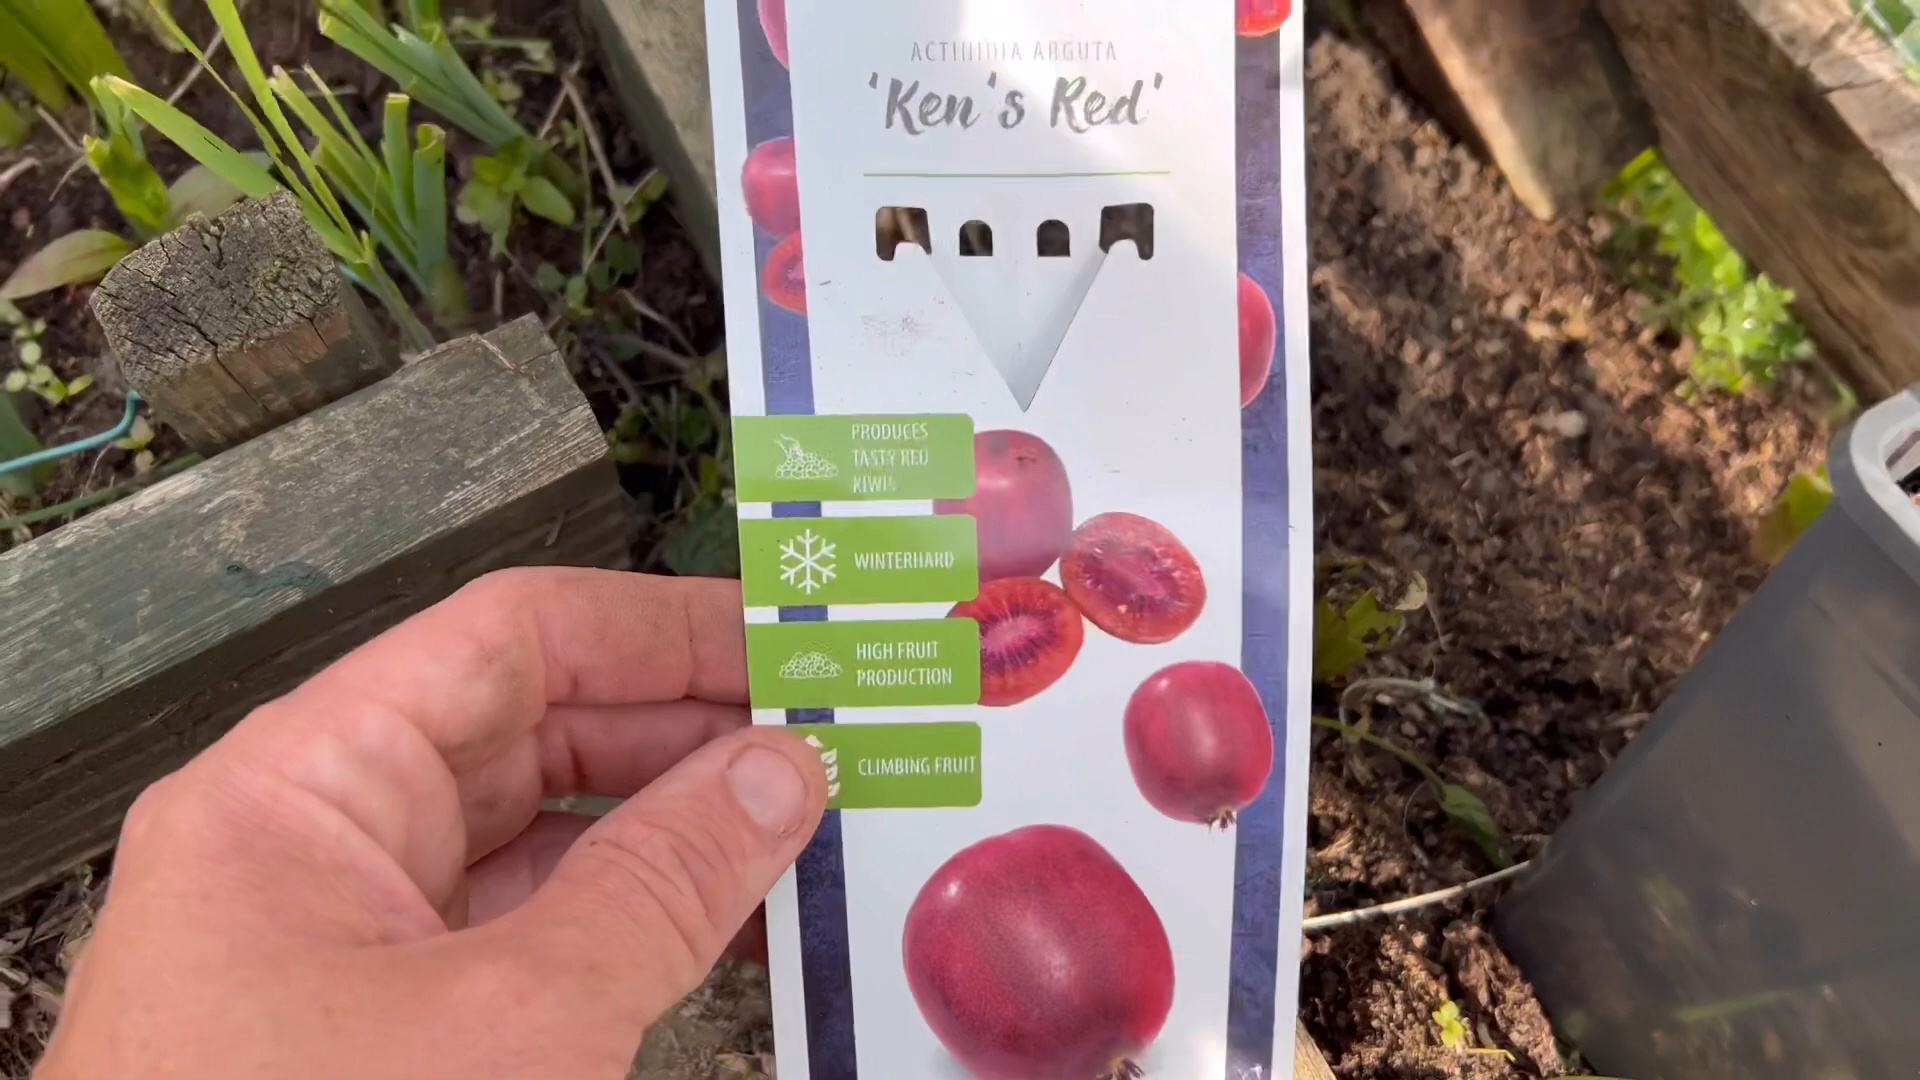 ACTINIDIA ARGUTA
'Ken's Red'
PRODUCES
TASTY RED
KIWIS
WINTERHARD
HIGH FRUIT
PRODUCTION
CLIMBING FRUIT